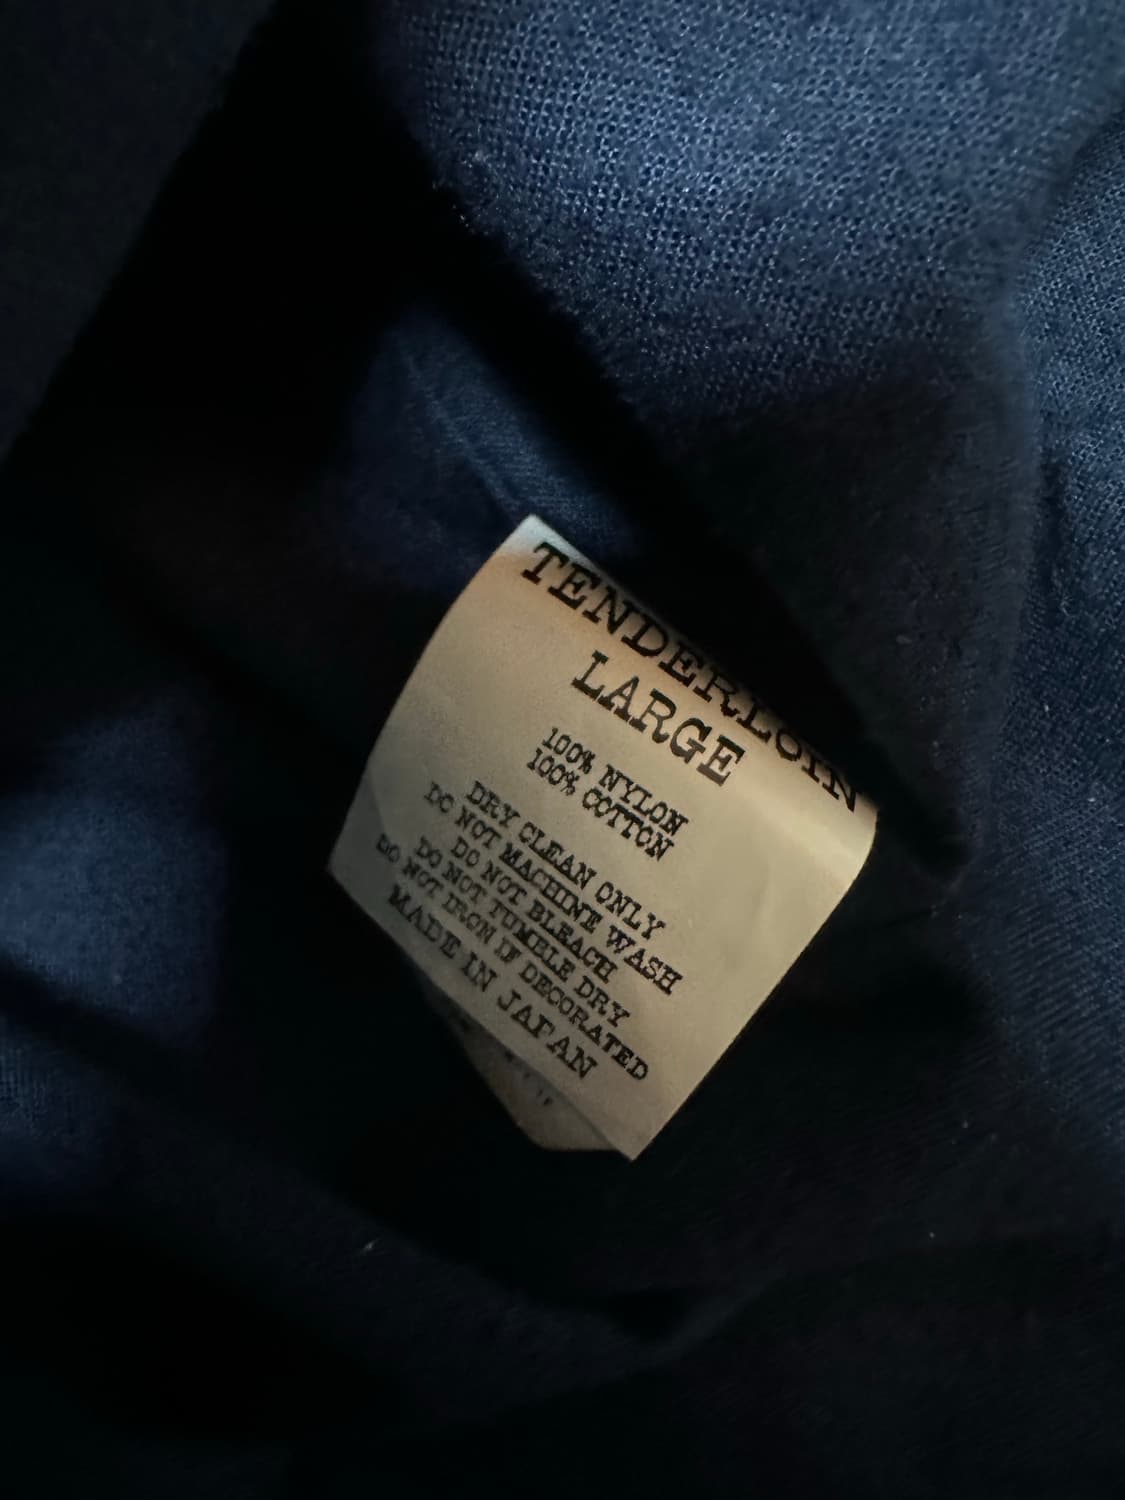 TENDERLOIN
LARGE
100% NYLON
100% COTTON
DRY CLEAN ONLY
DO NOT MACHINE WASH
DO NOT BLEACH
DO NOT TUMBLE DRY
DO NOT IRON IF DECORATED
MADE IN JAPAN